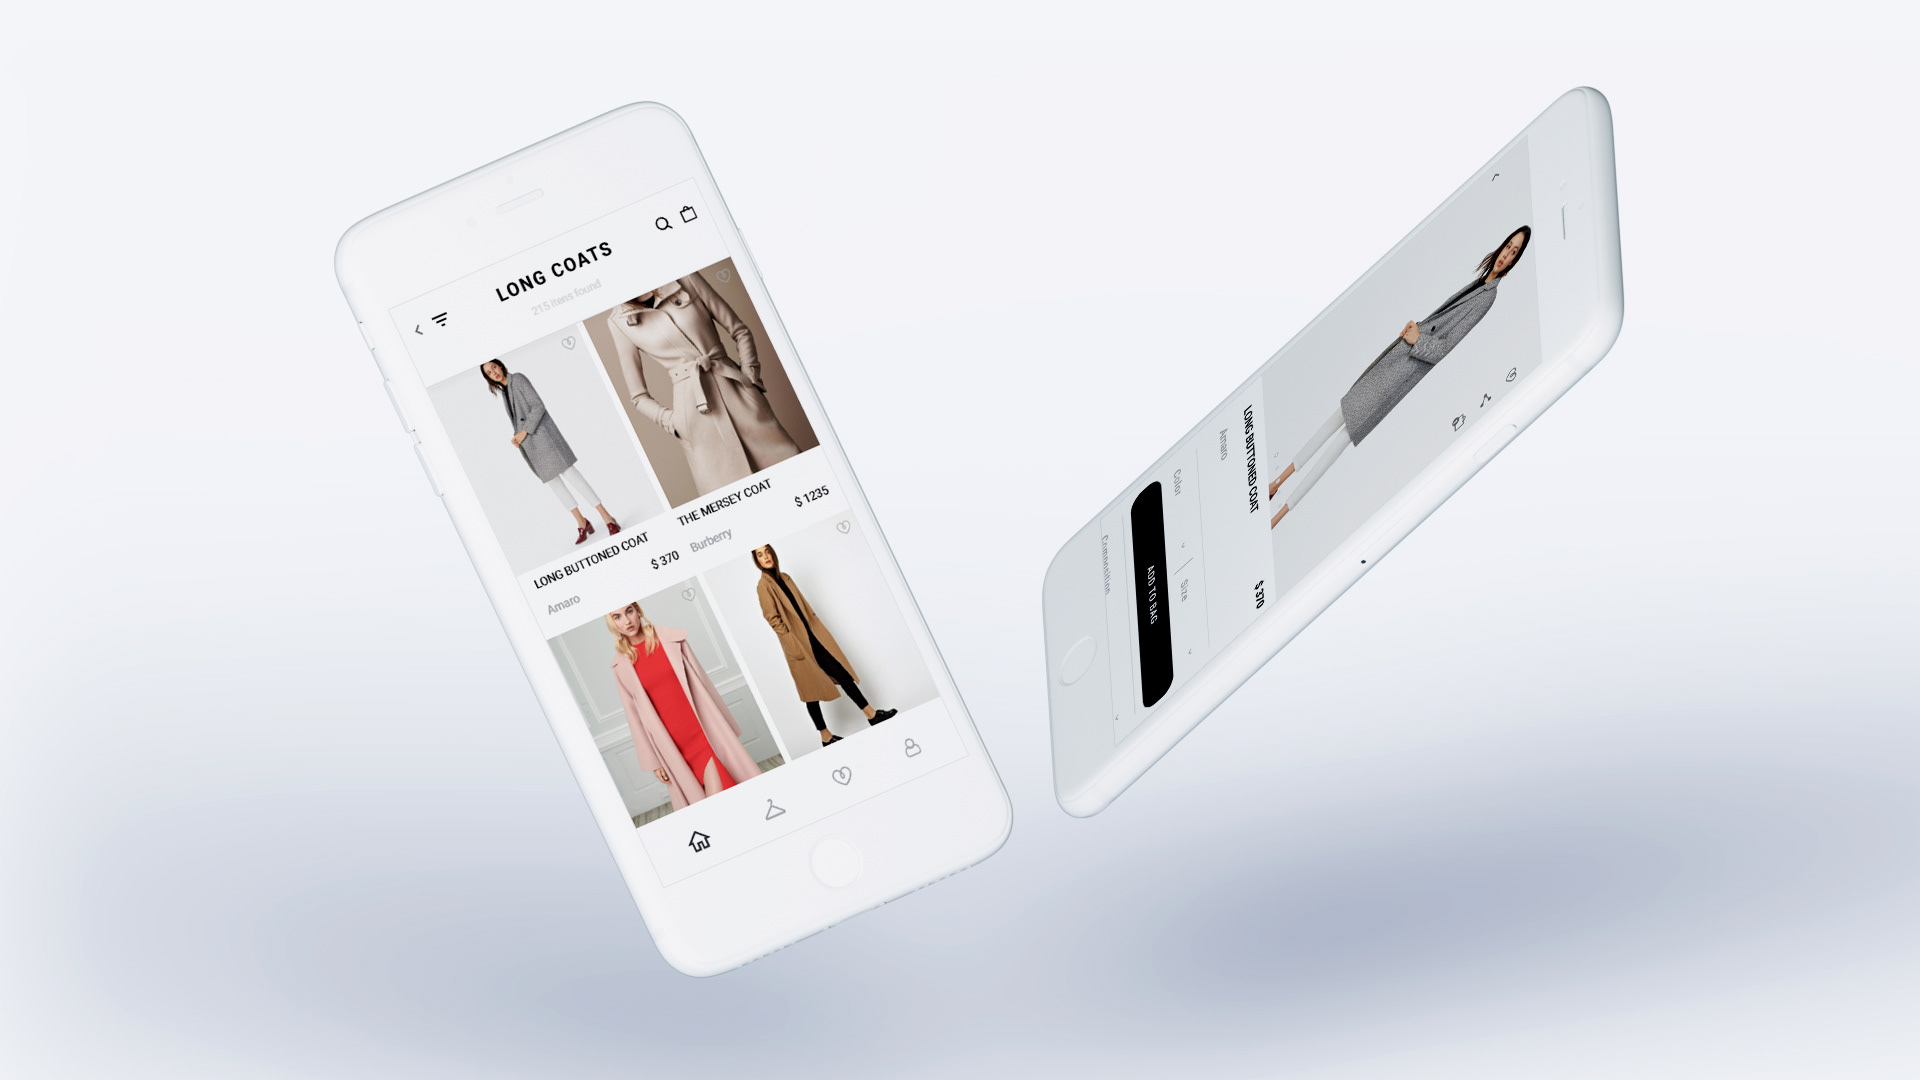 LONG COATS
215 itens found
LONG BUTTONED COAT
$ 370
Amaro
THE MERSEY COAT
$ 1235
Burberry
LONG BUTTONED COAT
$ 370
Amaro
Color
Size
ADD TO BAG
Composition